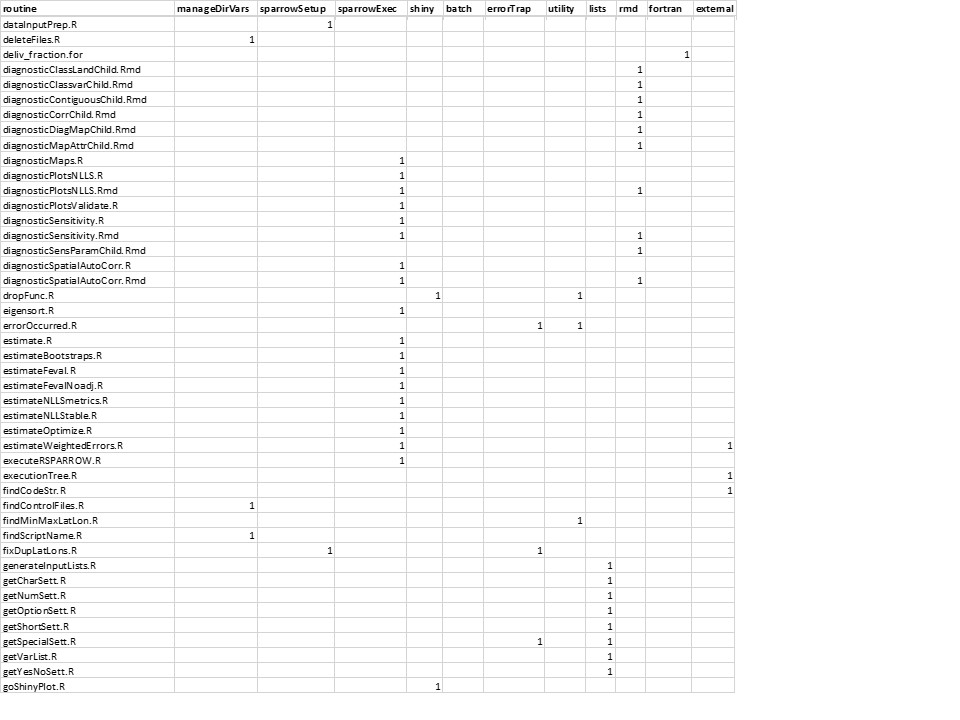 routine manageDirVars sparrowSetup sparrowExec shiny batch errorTrap utility lists rmd fortran external
dataInputPrep.R 1
deleteFiles.R 1
deliv_fraction.for 1
diagnosticClassLandChild.Rmd 1
diagnosticClassvarChild.Rmd 1
diagnosticContiguousChild.Rmd 1
diagnosticCorrChild.Rmd 1
diagnosticDiagMapChild.Rmd 1
diagnosticMapAttrChild.Rmd 1
diagnosticMaps.R 1
diagnosticPlotsNLLS.R 1
diagnosticPlotsNLLS.Rmd 1 1
diagnosticPlotsValidate.R 1
diagnosticSensitivity.R 1
diagnosticSensitivity.Rmd 1 1
diagnosticSensParamChild.Rmd 1
diagnosticSpatialAutoCorr.R 1
diagnosticSpatialAutoCorr.Rmd 1 1
dropFunc.R 1 1
eigensort.R 1
errorOccurred.R 1 1
estimate.R 1
estimateBootstraps.R 1
estimateFeval.R 1
estimateFevalNoadj.R 1
estimateNLLSmetrics.R 1
estimateNLLStable.R 1
estimateOptimize.R 1
estimateWeightedErrors.R 1 1
executeRSPARROW.R 1
executionTree.R 1
findCodeStr.R 1
findControlFiles.R 1
findMinMaxLatLon.R 1
findScriptName.R 1
fixDupLatLons.R 1 1
generateInputLists.R 1
getCharSett.R 1
getNumSett.R 1
getOptionSett.R 1
getShortSett.R 1
getSpecialSett.R 1 1
getVarList.R 1
getYesNoSett.R 1
goShinyPlot.R 1